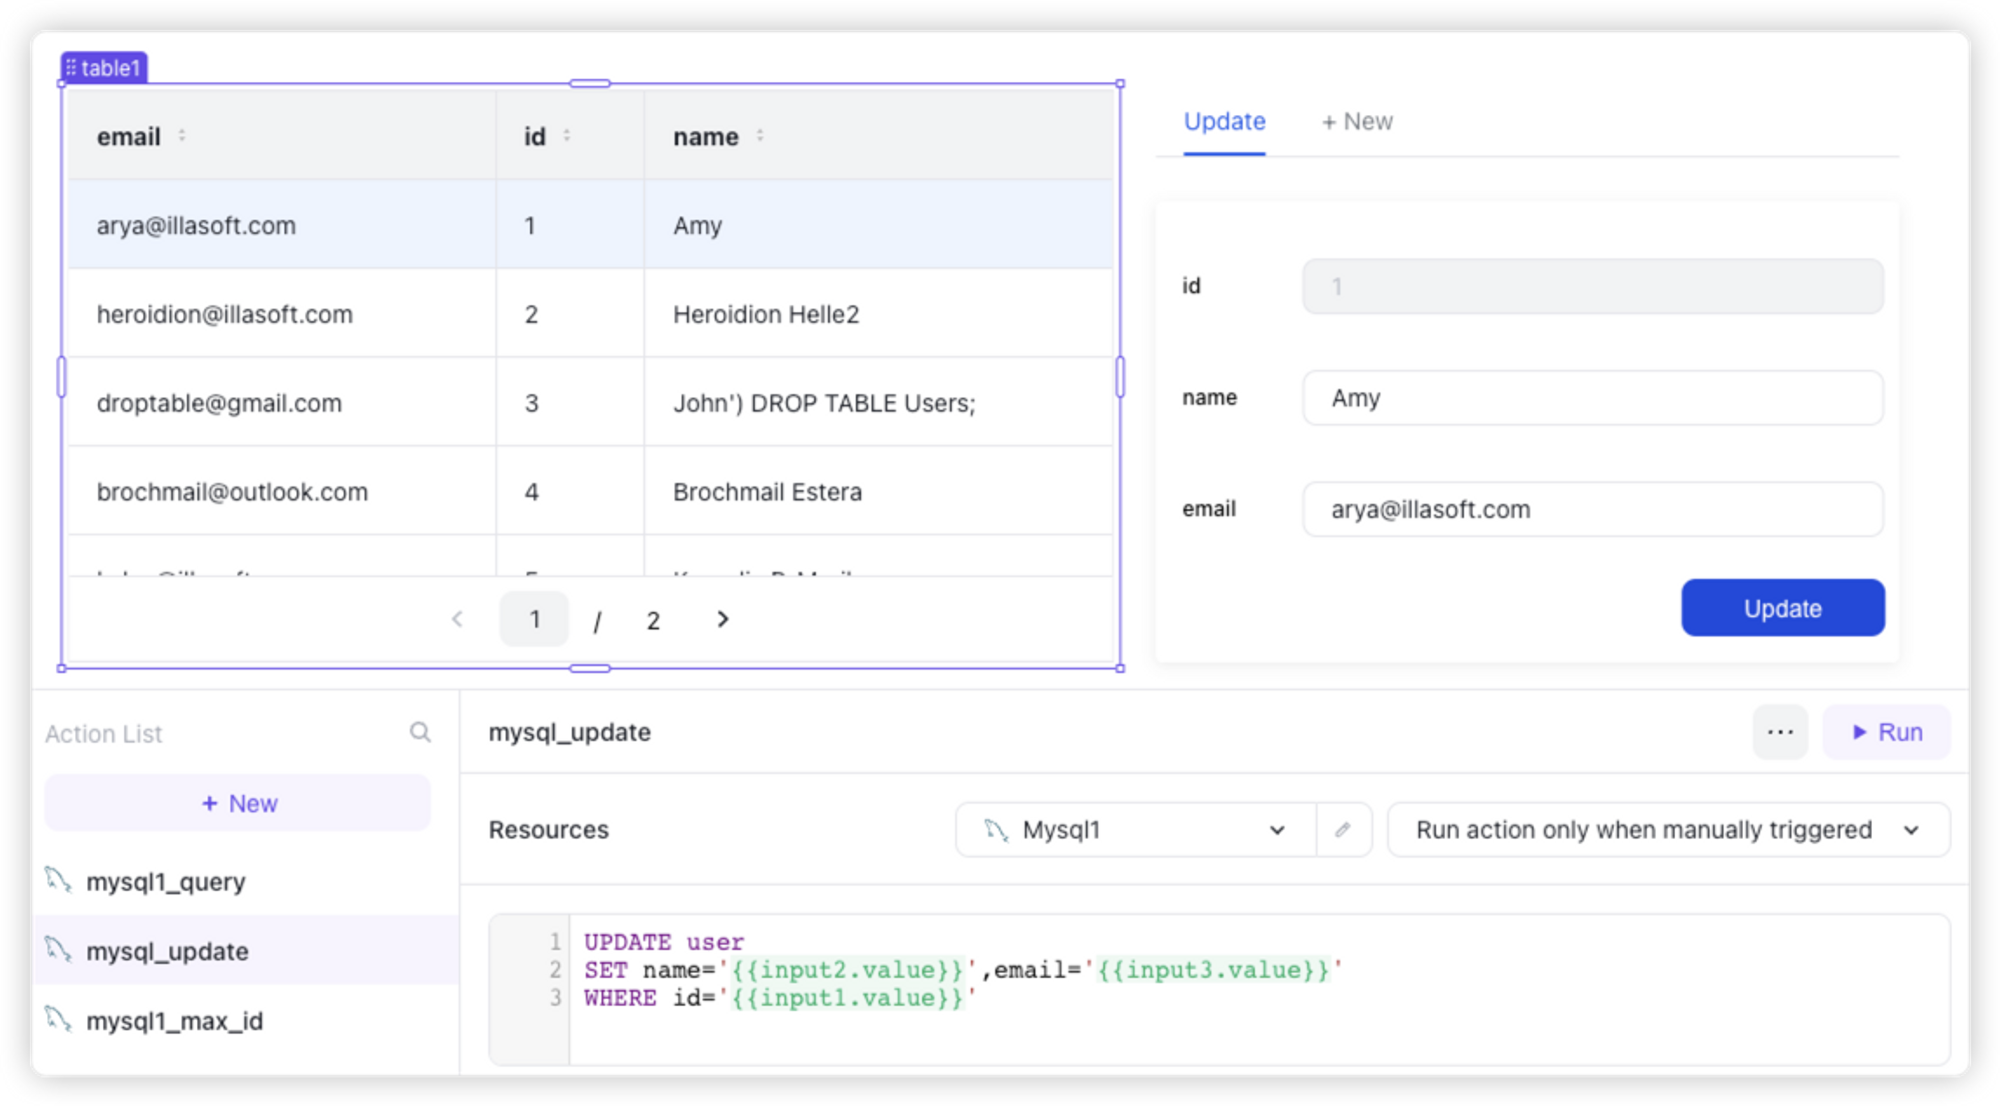 table1
email id name
arya@illasoft.com 1 Amy
heroidion@illasoft.com 2 Heroidion Helle2
droptable@gmail.com 3 John') DROP TABLE Users;
brochmail@outlook.com 4 Brochmail Estera
1 / 2
Update + New
id 1
name Amy
email arya@illasoft.com
Update
Action List
+ New
mysql1_query
mysql_update
mysql1_max_id
mysql_update
... Run
Resources Mysql1 Run action only when manually triggered
1 UPDATE user
2 SET name='{{input2.value}}',email='{{input3.value}}'
3 WHERE id='{{input1.value}}'